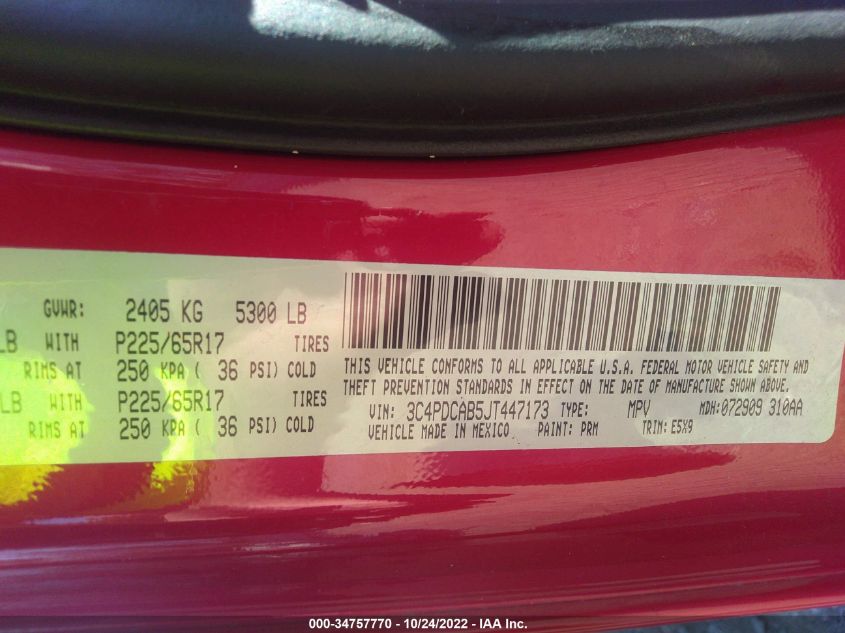 GVWR: 2405 KG 5300 LB
LB WITH P225/65R17 TIRES
RIMS AT 250 KPA ( 36 PSI) COLD
LB WITH P225/65R17 TIRES
RIMS AT 250 KPA ( 36 PSI) COLD
THIS VEHICLE CONFORMS TO ALL APPLICABLE U.S.A. FEDERAL MOTOR VEHICLE SAFETY AND
THEFT PREVENTION STANDARDS IN EFFECT ON THE DATE OF MANUFACTURE SHOWN ABOVE.
VIN: 3C4PDCAB5JT447173 TYPE: MPV MDH:072909 310AA
VEHICLE MADE IN MEXICO PAINT: PRM TRIM: E5X9
000-34757770 - 10/24/2022 - IAA Inc.